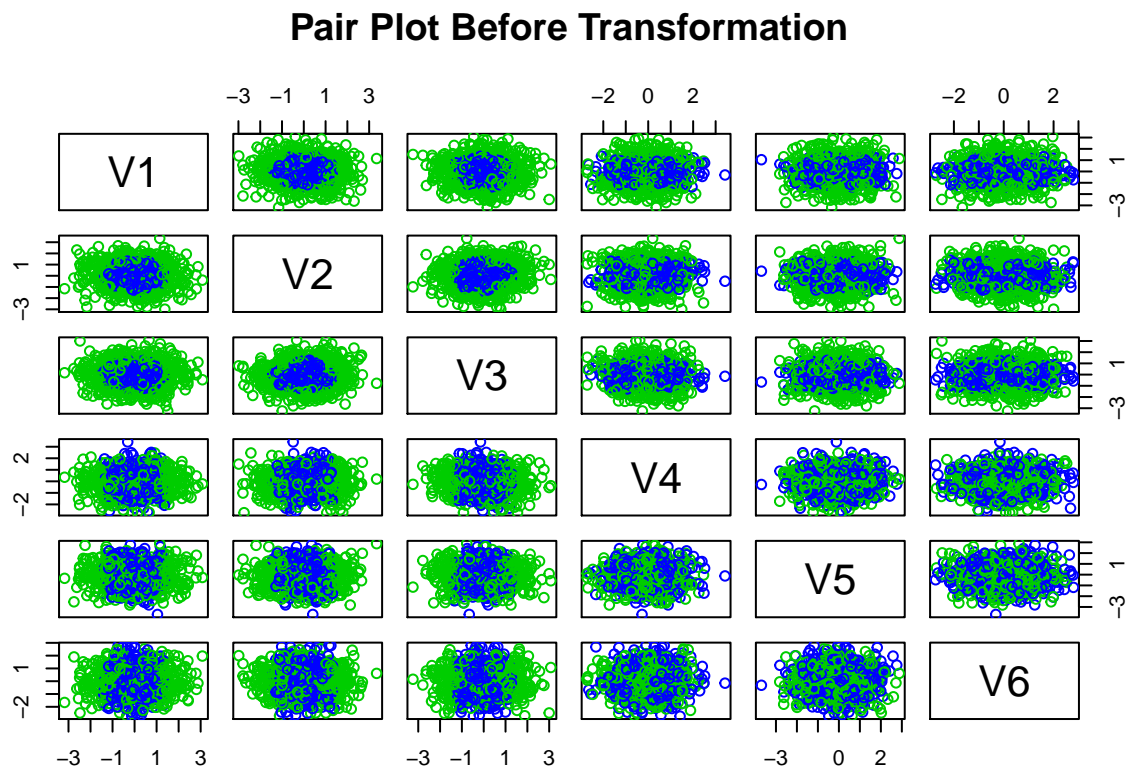 Pair Plot Before Transformation
−3 −1 1 3 −2 0 2 −2 0 2
V1 1 −3
1 −3 V2
V3 1 −3
2 −2 V4
V5 1 −3
1 −2 V6
−3 −1 1 3 −3 −1 1 3 −3 0 2